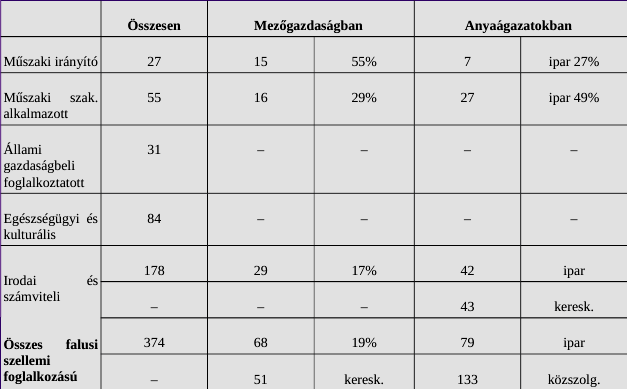 Összesen Mezőgazdaságban Anyaágazatokban
Műszaki irányító 27 15 55% 7 ipar 27%
Műszaki szak. 55 16 29% 27 ipar 49%
alkalmazott
Állami 31 – – – –
gazdaságbeli
foglalkoztatott
Egészségügyi és 84 – – – –
kulturális
178 29 17% 42 ipar
Irodai és
számviteli
– – – 43 keresk.
Összes falusi 374 68 19% 79 ipar
szellemi
foglalkozású
– 51 keresk. 133 közszolg.